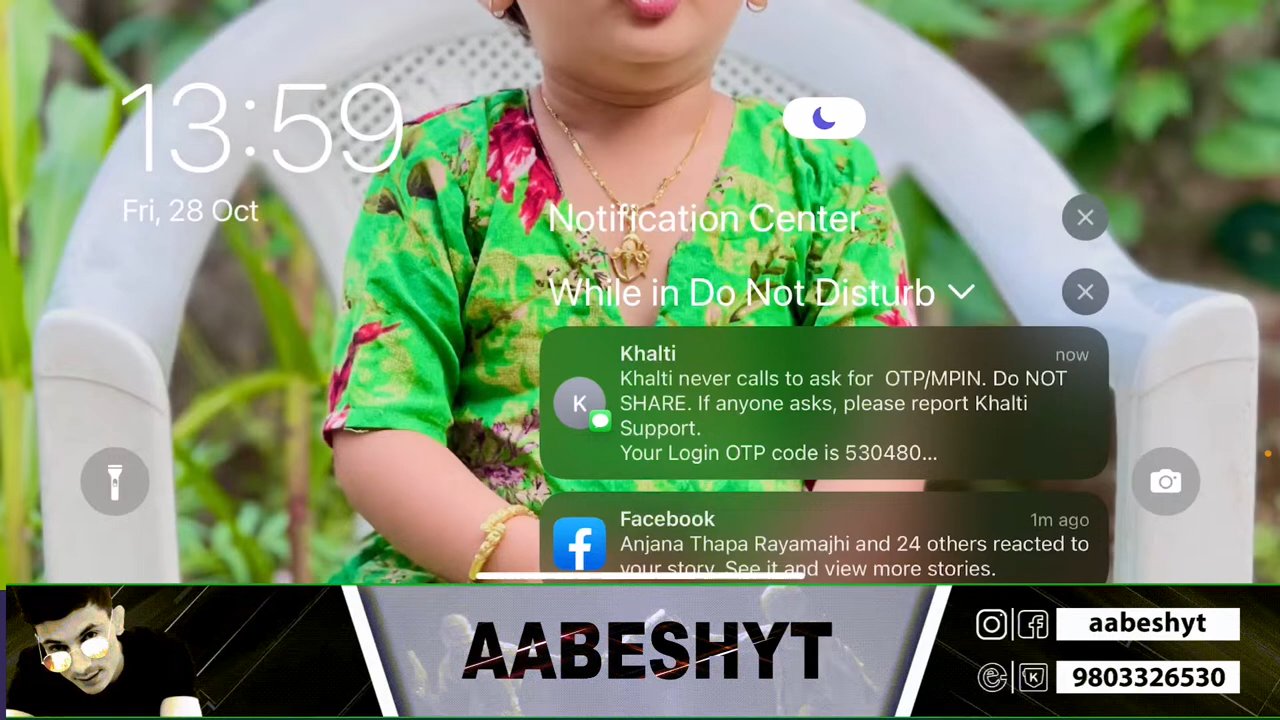 13:59
Fri, 28 Oct
Notification Center
While in Do Not Disturb
Khalti
now
Khalti never calls to ask for OTP/MPIN. Do NOT
SHARE. If anyone asks, please report Khalti
Support.
Your Login OTP code is 530480...
K
Facebook
1m ago
Anjana Thapa Rayamajhi and 24 others reacted to
your story. See it and view more stories.
AABESHYT
aabeshyt
9803326530